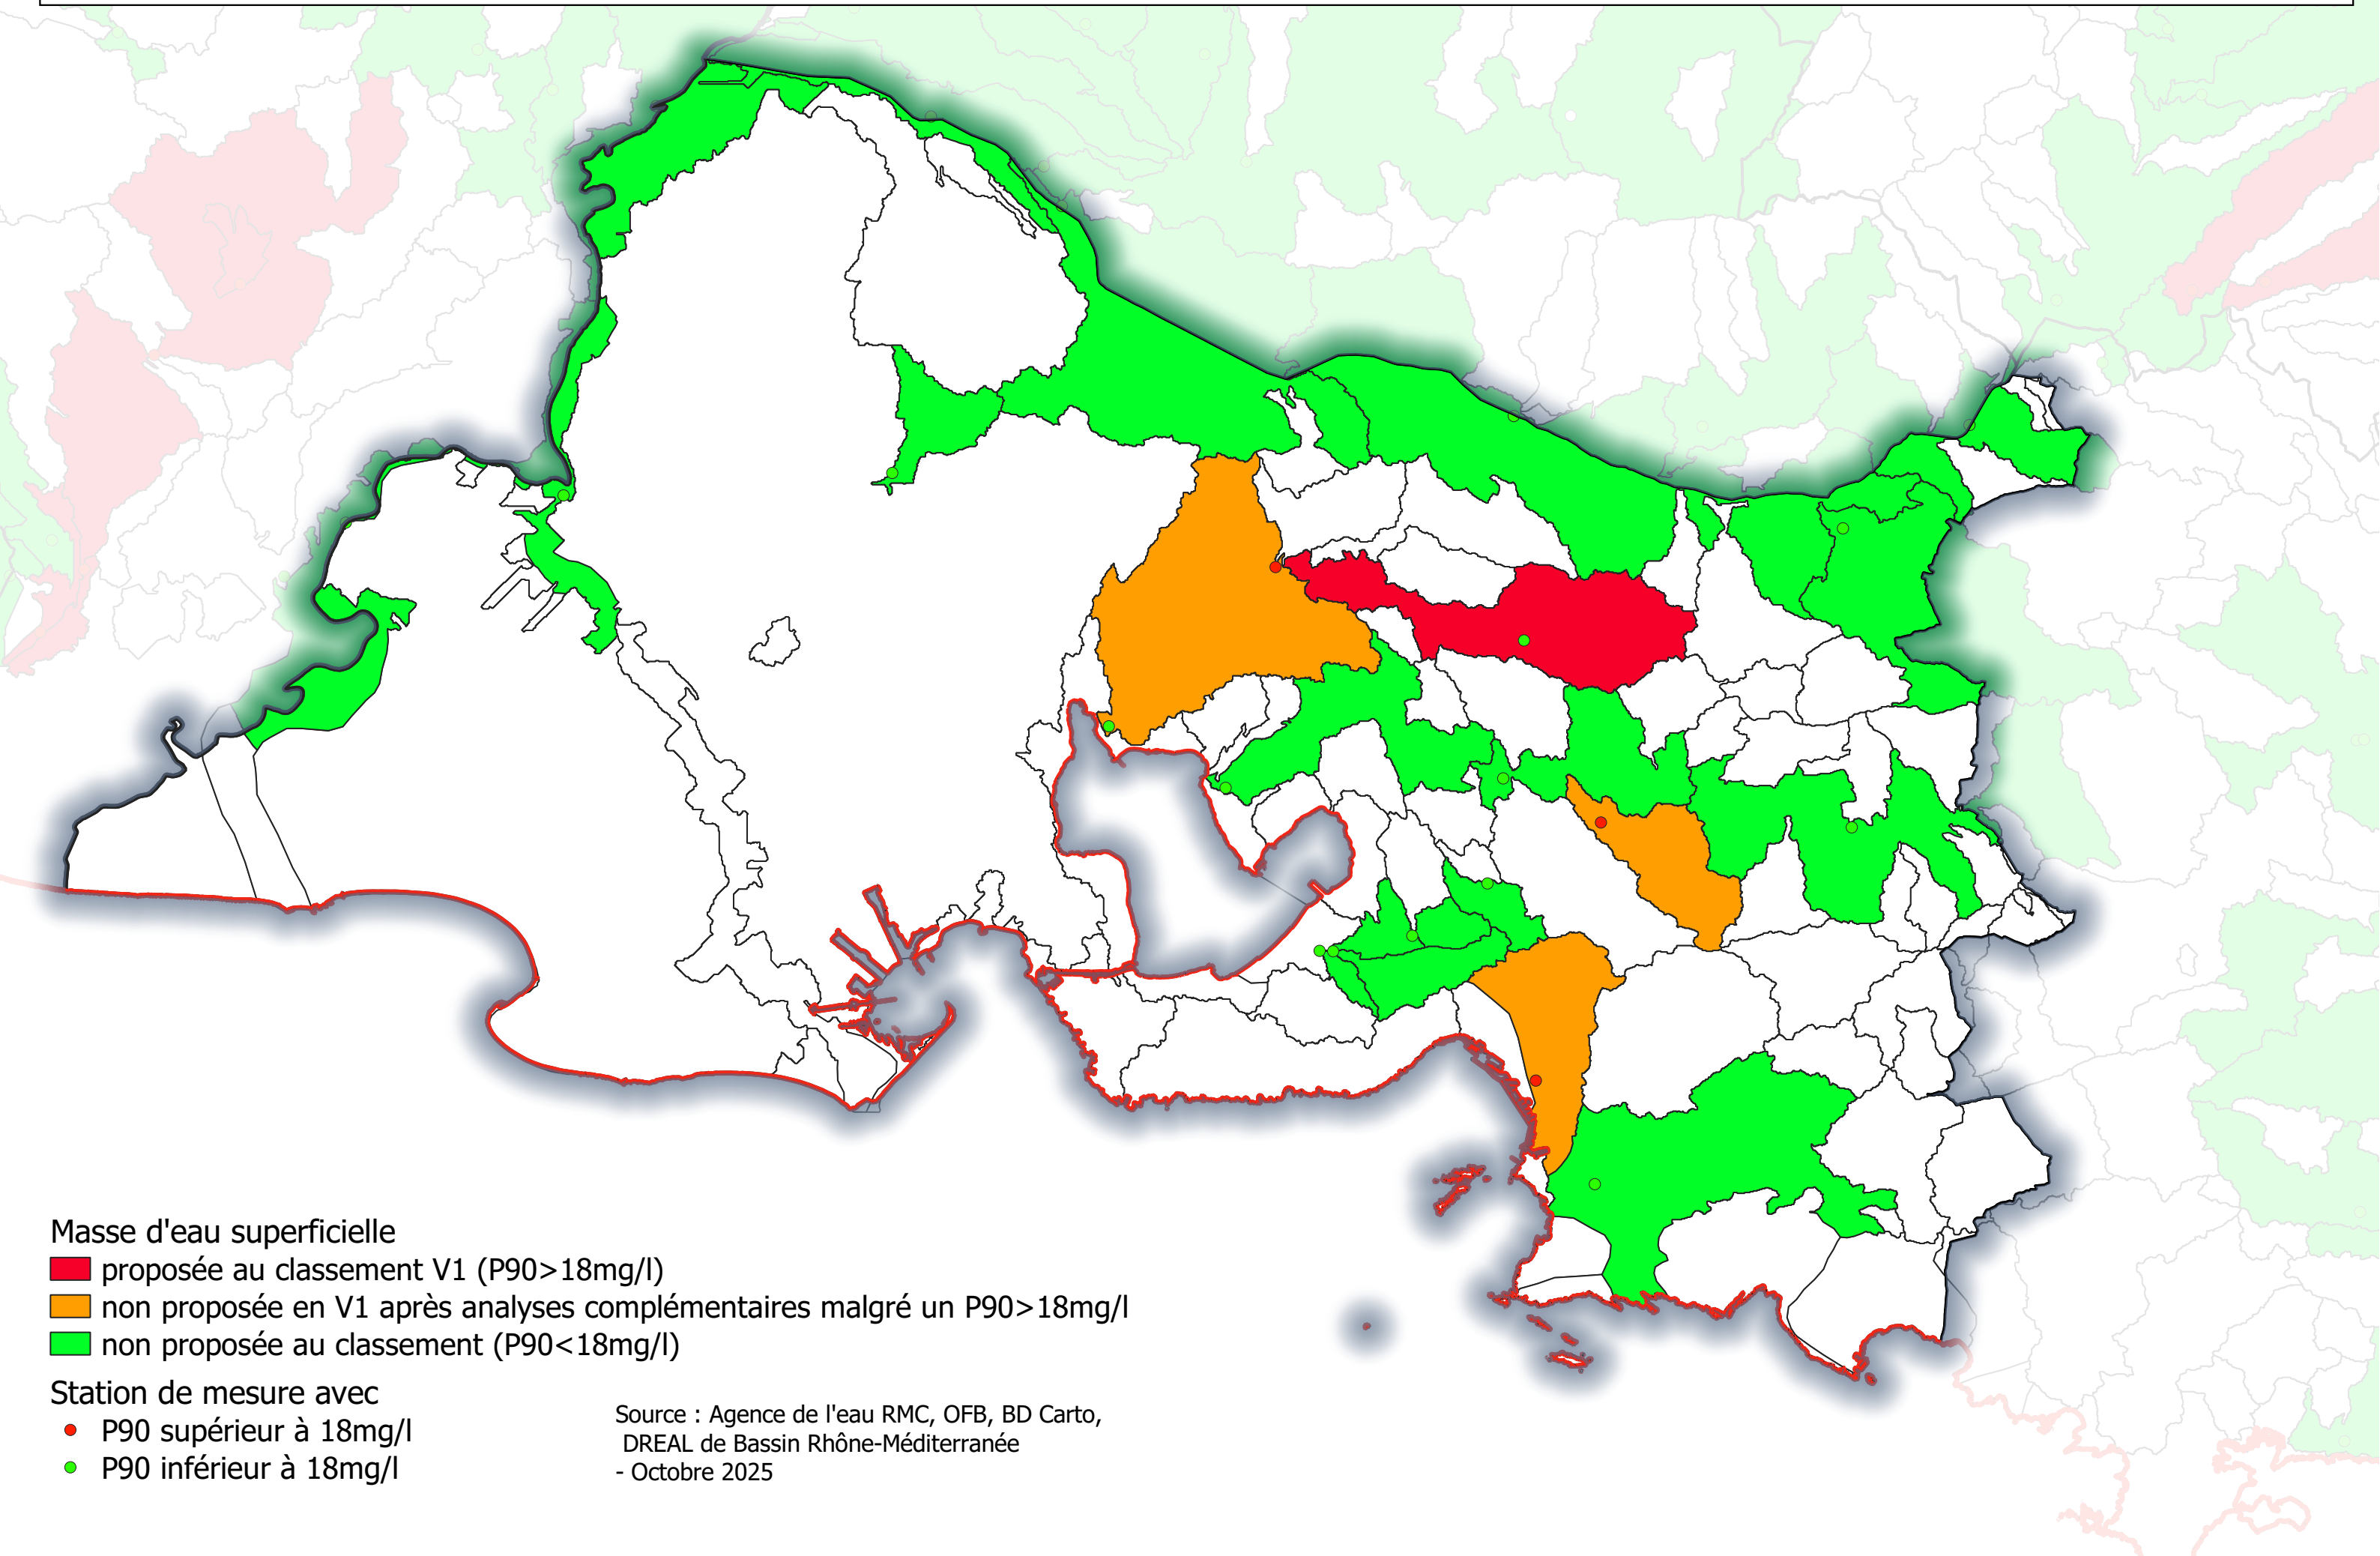 Masse d'eau superficielle
proposée au classement V1 (P90>18mg/l)
non proposée en V1 après analyses complémentaires malgré un P90>18mg/l
non proposée au classement (P90<18mg/l)
Station de mesure avec
P90 supérieur à 18mg/l
P90 inférieur à 18mg/l
Source : Agence de l'eau RMC, OFB, BD Carto,
DREAL de Bassin Rhône-Méditerranée
- Octobre 2025